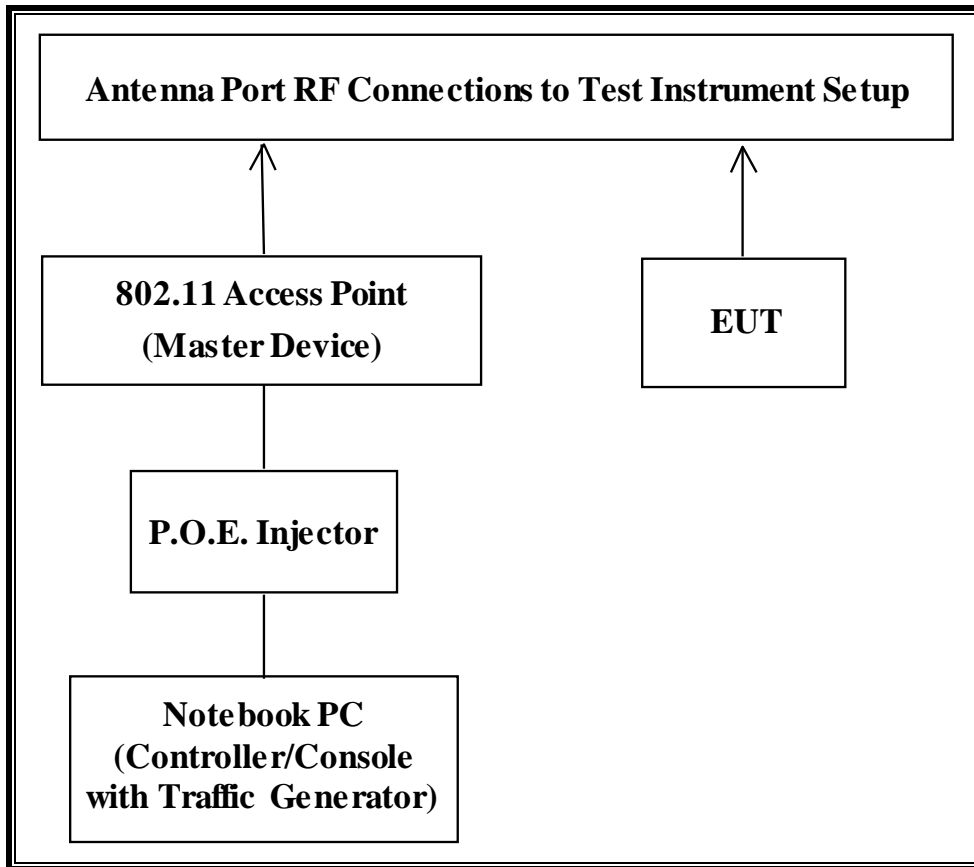 Antenna Port RF Connections to Test Instrument Setup
802.11 Access Point
(Master Device)
EUT
P.O.E. Injector
Notebook PC
(Controller/Console
with Traffic Generator)